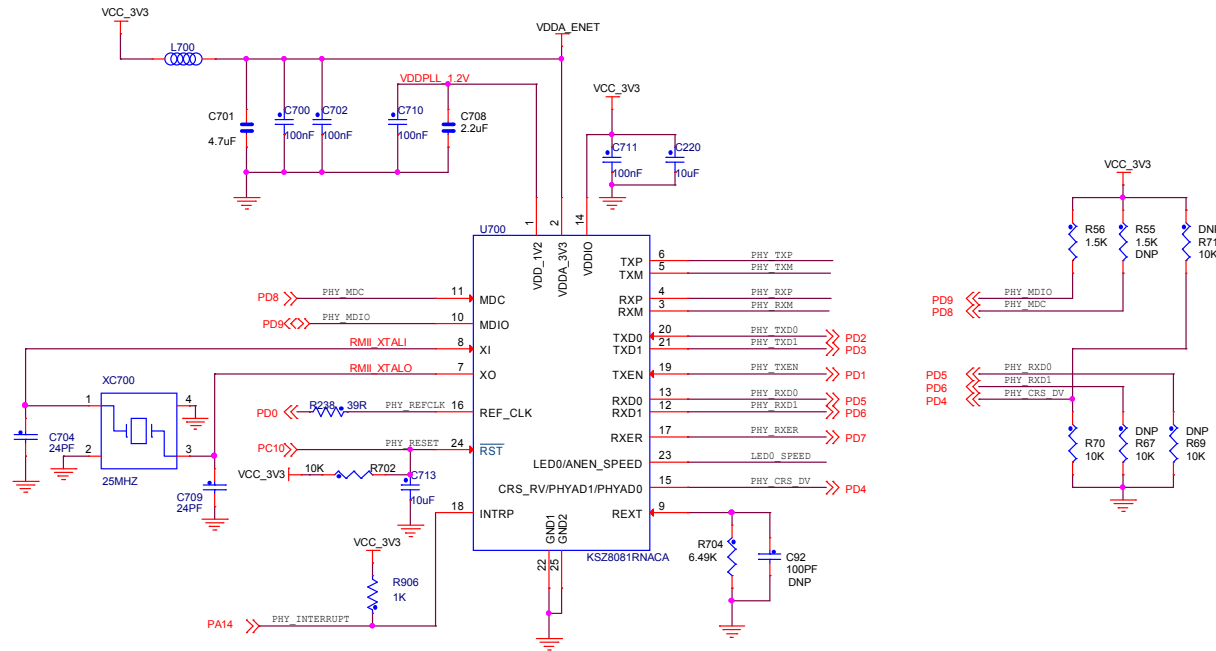 VCC_3V3
VDDA_ENET
L700
VDDPLL_1.2V
VCC_3V3
C701
4.7uF
C700
100nF
C702
100nF
C710
100nF
C708
2.2uF
C711
100nF
C220
10uF
VCC_3V3
R56
1.5K
R55
1.5K
DNP
R71
10K
U700
1
2
14
VDD_1V2
VDDA_3V3
VDDIO
TXP 6 PHY_TXP
TXM 5 PHY_TXM
RXP 4 PHY_RXP
RXM 3 PHY_RXM
TXD0 20 PHY_TXD0 PD2
TXD1 21 PHY_TXD1 PD3
TXEN 19 PHY_TXEN PD1
RXD0 13 PHY_RXD0 PD5
RXD1 12 PHY_RXD1 PD6
RXER 17 PHY_RXER PD7
LED0/ANEN_SPEED 23 LED0_SPEED
CRS_RV/PHYAD1/PHYAD0 15 PHY_CRS_DV PD4
REXT 9
PD8 PHY_MDC 11 MDC
PD9 PHY_MDIO 10 MDIO
RMII_XTALI 8 XI
RMII_XTALO 7 XO
PD0 R238 39R PHY_REFCLK 16 REF_CLK
PC10 PHY_RESET 24 RST
VCC_3V3 10K R702
C713
10uF
18 INTRP
XC700
1
4
2
3
25MHZ
C704
24PF
C709
24PF
VCC_3V3
R906
1K
PA14 PHY_INTERRUPT
GND1
GND2
22
25
KSZ8081RNACA
R704
6.49K
C92
100PF
DNP
PD9 PHY_MDIO
PD8 PHY_MDC
PD5 PHY_RXD0
PD6 PHY_RXD1
PD4 PHY_CRS_DV
R70
10K
DNP
R67
10K
DNP
R69
10K